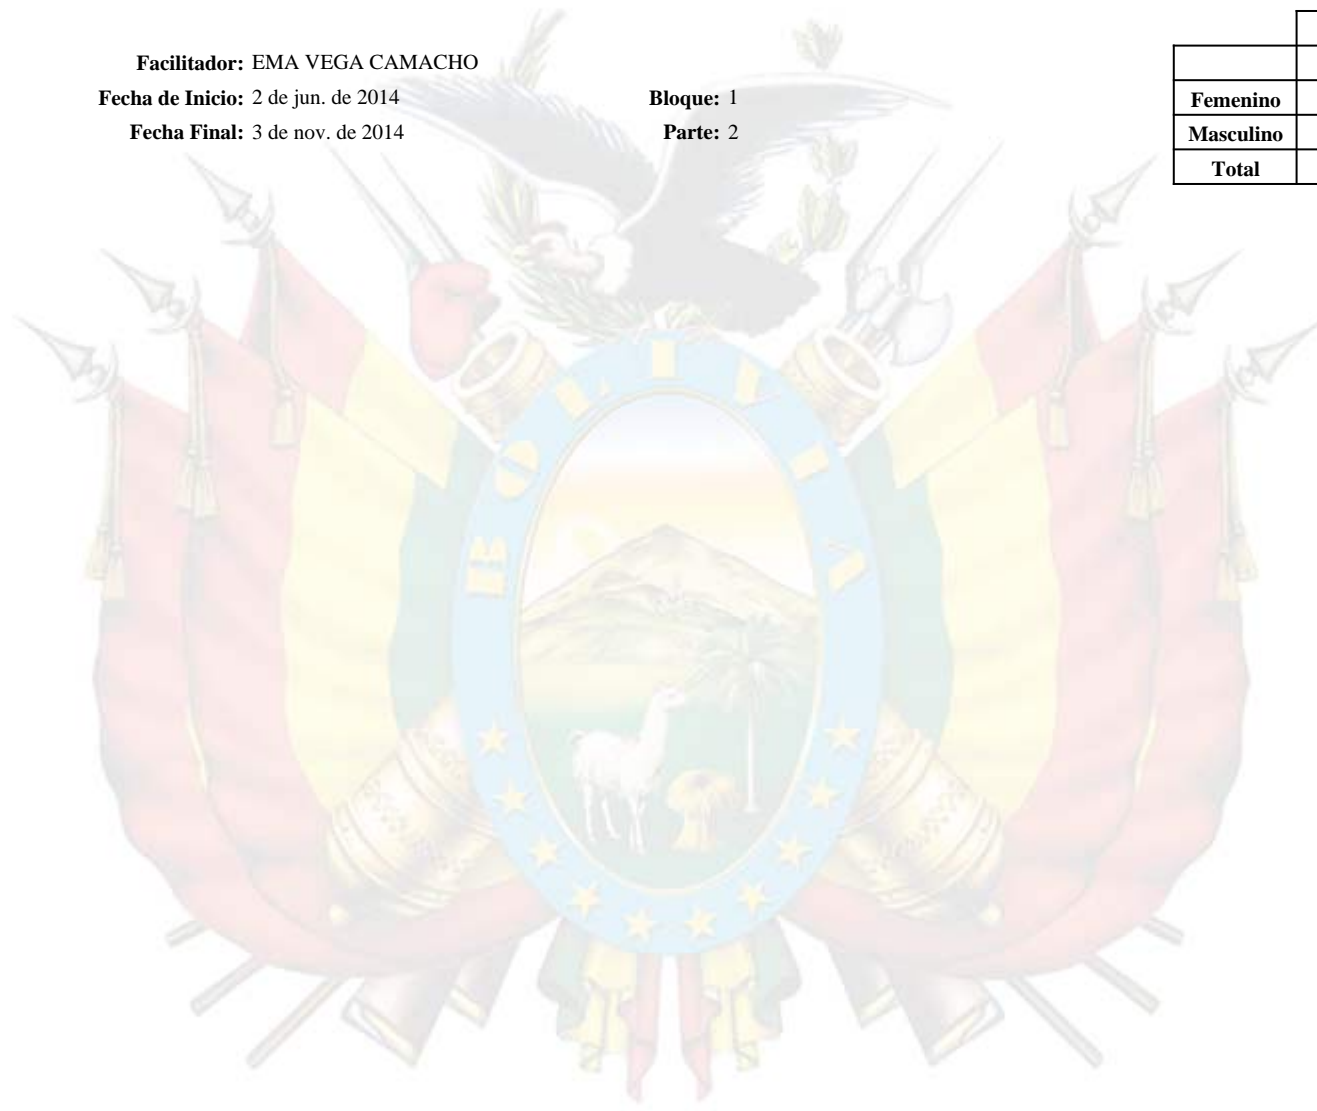 Facilitador: EMA VEGA CAMACHO
Fecha de Inicio: 2 de jun. de 2014 Bloque: 1
Fecha Final: 3 de nov. de 2014 Parte: 2
Femenino
Masculino
Total
BOLIVIA